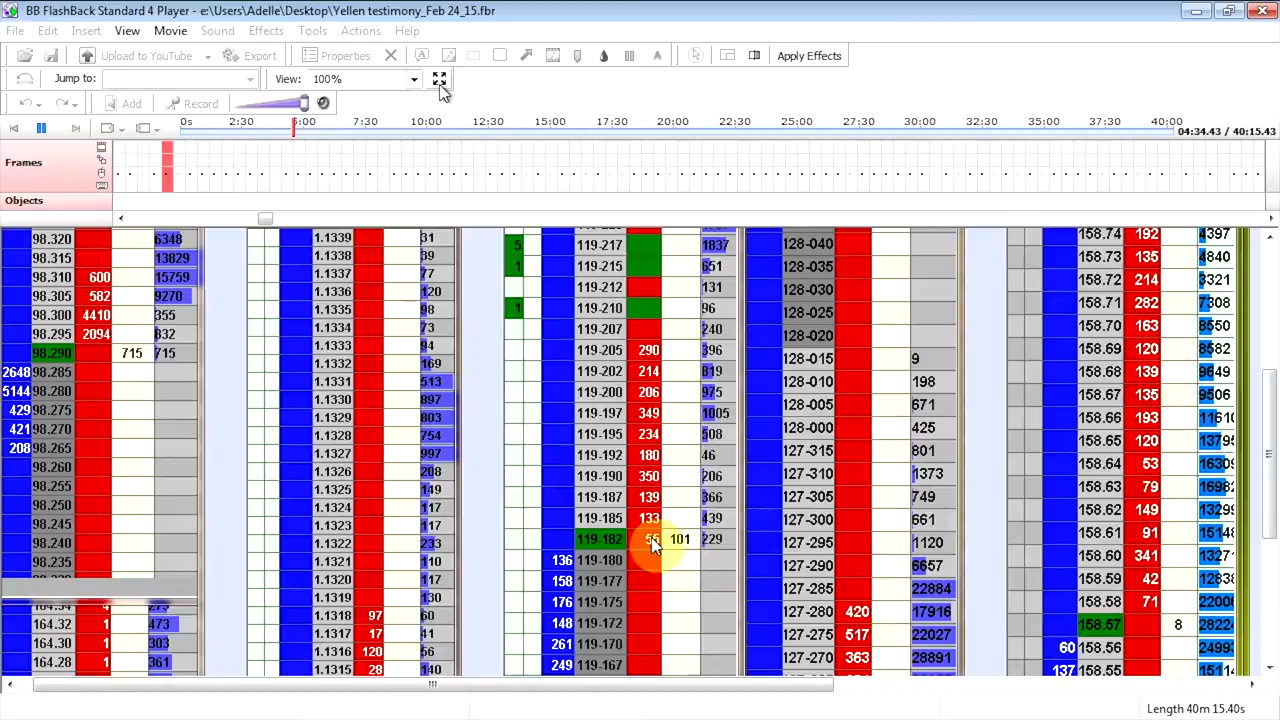 BB FlashBack Standard 4 Player - e:\Users\Adelle\Desktop\Yellen testimony_Feb 24_15.fbr
File Edit Insert View Movie Sound Effects Tools Actions Help
Upload to YouTube Export Properties Apply Effects
Jump to: View: 100%
Add Record
0s 2:30 5:00 7:30 10:00 12:30 15:00 17:30 20:00 22:30 25:00 27:30 30:00 32:30 35:00 37:30 40:00 04:34.43 / 40:15.43
Frames
Objects
98.320 6348
98.315 13829
98.310 600 15759
98.305 582 9270
98.300 4410 355
98.295 2094 832
98.290 715 715
2648 98.285
5144 98.280
429 98.275
421 98.270
208 98.265
98.260
98.255
98.250
98.245
98.240
98.235
164.32 1 473
164.30 1 303
164.28 1 361
1.1339 31
1.1338 39
1.1337 77
1.1336 120
1.1335 98
1.1334 73
1.1333 94
1.1332 169
1.1331 513
1.1330 897
1.1329 803
1.1328 754
1.1327 997
1.1326 208
1.1325 149
1.1324 117
1.1323 117
1.1322 233
1.1321 110
1.1320 117
1.1319 130
1.1318 97 60
1.1317 17 41
1.1316 120 56
1.1315 28 140
5 119-217 1837
1 119-215 651
119-212 131
1 119-210 96
119-207 240
119-205 290 396
119-202 214 819
119-200 206 975
119-197 349 1005
119-195 234 508
119-192 180 46
119-190 350 206
119-187 139 366
119-185 133 439
119-182 101 229
136 119-180
158 119-177
176 119-175
148 119-172
261 119-170
249 119-167
128-040
128-035
128-030
128-025
128-020
128-015 9
128-010 198
128-005 671
128-000 425
127-315 801
127-310 1373
127-305 749
127-300 661
127-295 1120
127-290 6657
127-285 22884
127-280 420 17916
127-275 517 22027
127-270 363 28891
158.74 192 4397
158.73 135 4840
158.72 214 3321
158.71 282 7308
158.70 163 8550
158.69 120 8582
158.68 139 9649
158.67 135 9506
158.66 193
158.65 120
158.64 53
158.63 79
158.62 149
158.61 91
158.60 341
158.59 42
158.58 71
158.57 8
60 158.56
137 158.55
Length 40m 15.40s